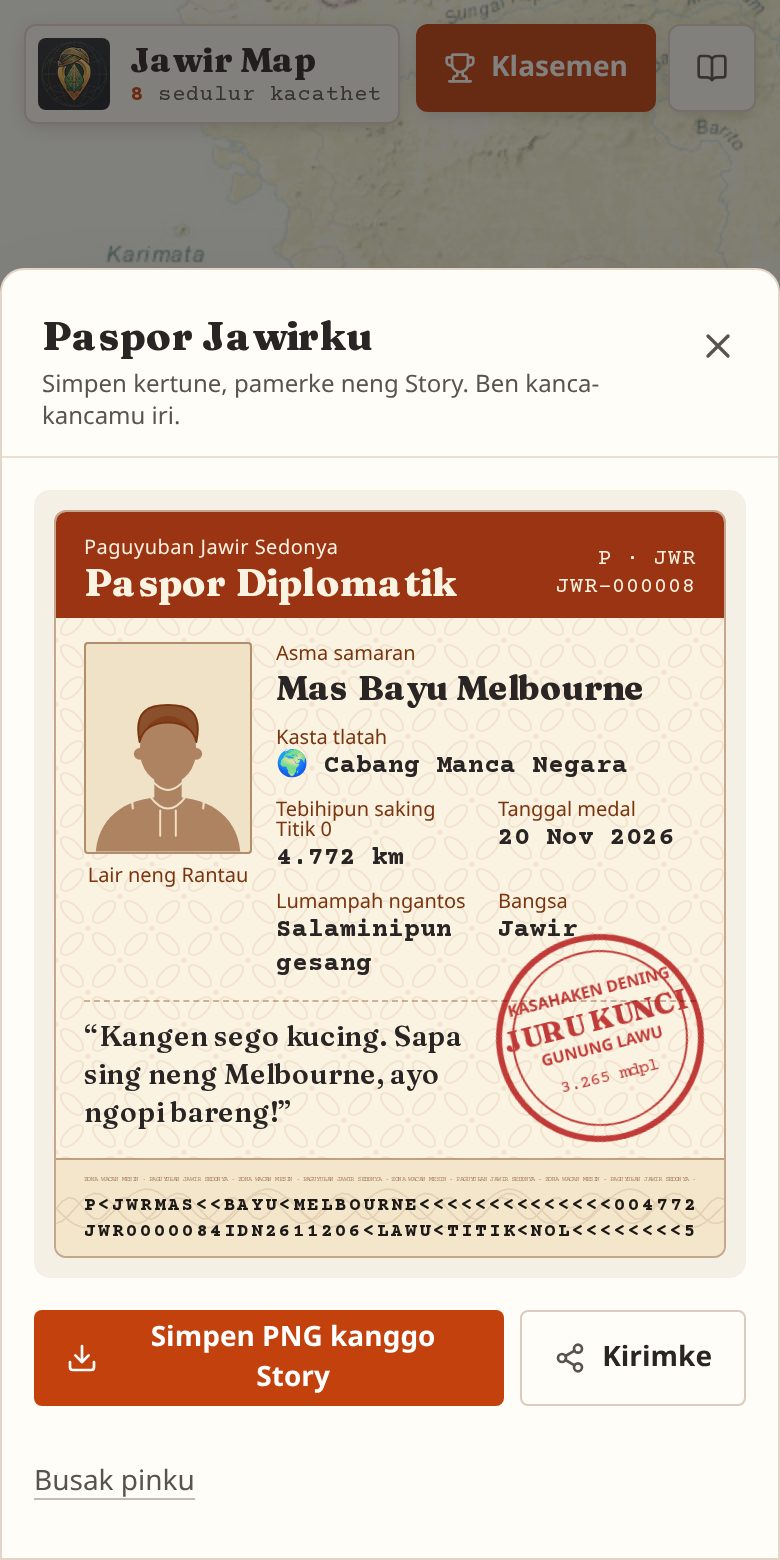 Sungai
Jawir Map
8 sedulur kacathet
Klasemen
Barito
Karimata
Paspor Jawirku
Simpen kertune, pamerke neng Story. Ben kanca-
kancamu iri.
Paguyuban Jawir Sedonya
Paspor Diplomatik
P · JWR
JWR-000008
Asma samaran
Mas Bayu Melbourne
Kasta tlatah
🌍 Cabang Manca Negara
Tebihipun saking
Titik 0
4.772 km
Tanggal medal
20 Nov 2026
Lair neng Rantau
Lumampah ngantos
Salaminipun
gesang
Bangsa
Jawir
KASAHAKEN DENING
JURU KUNCI
GUNUNG LAWU
3.265 mdpl
“Kangen sego kucing. Sapa
sing neng Melbourne, ayo
ngopi bareng!”
P<JWRMAS<<BAYU<MELBOURNE<<<<<<<<<<<<<<004772
JWR0000084IDN2611206<LAWU<TITIK<NOL<<<<<<<<5
Simpen PNG kanggo
Story
Kirimke
Busak pinku